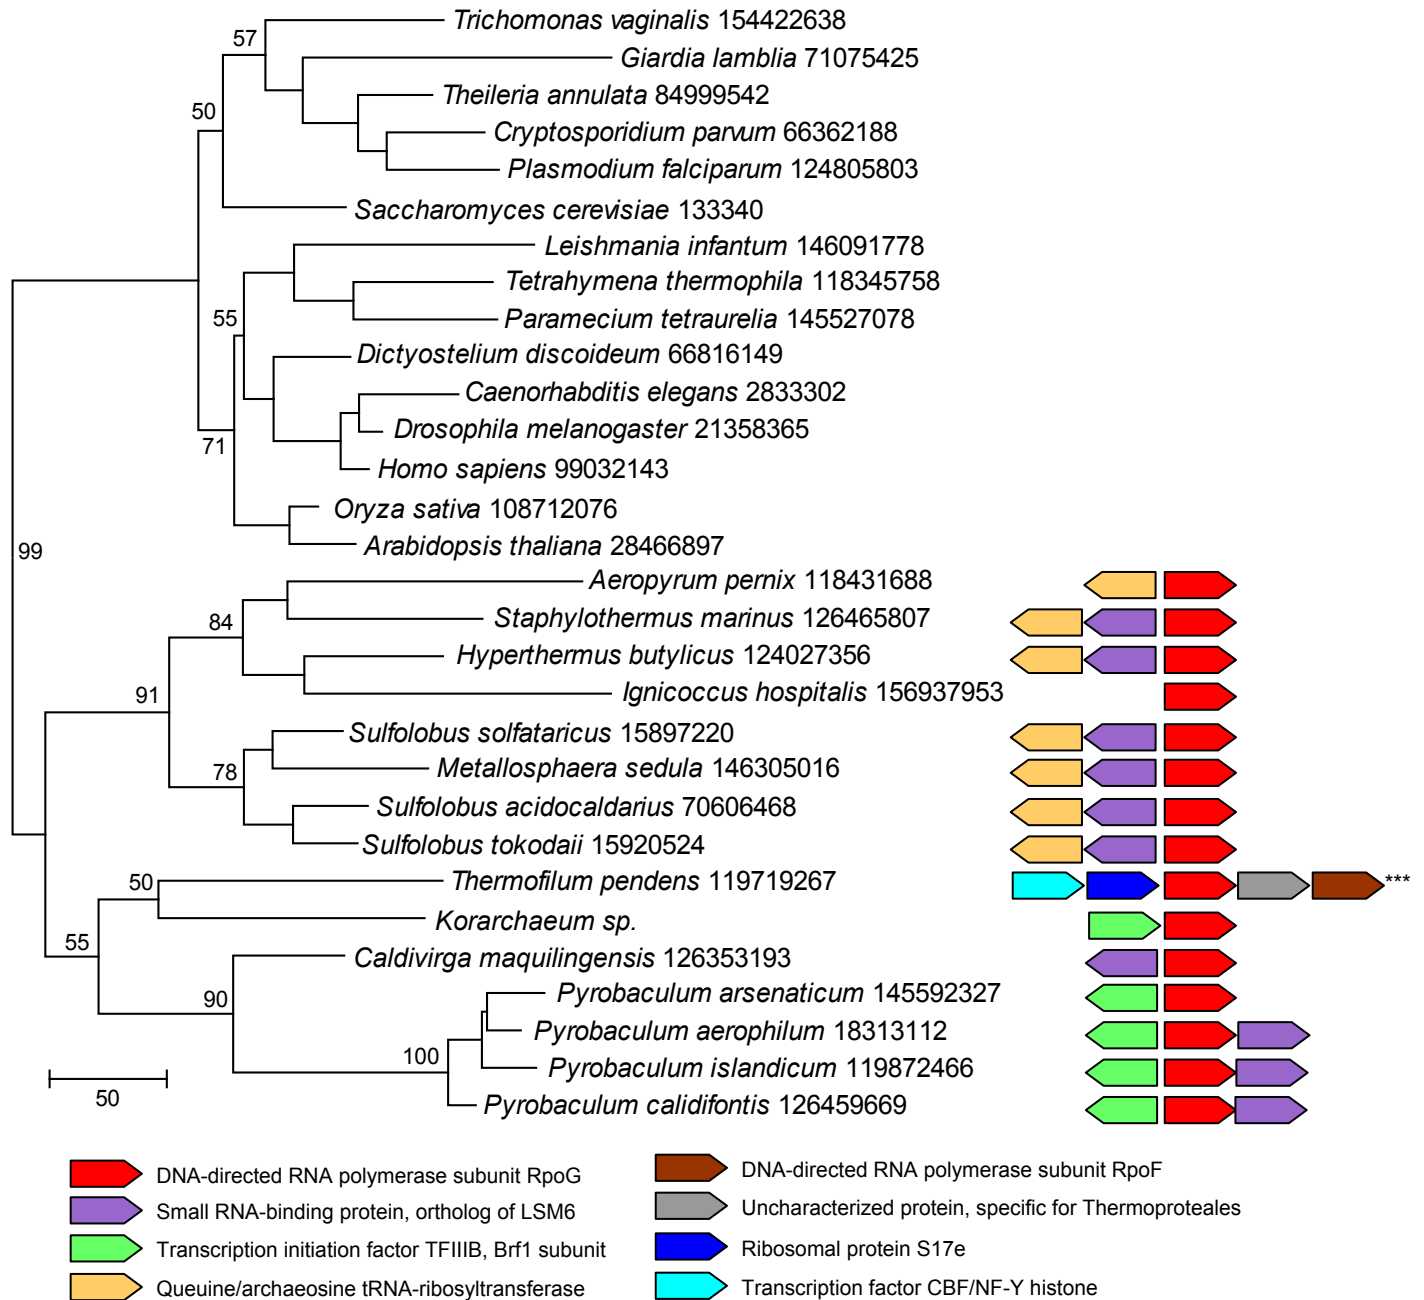 Trichomonas vaginalis 154422638
57
Giardia lamblia 71075425
Theileria annulata 84999542
50
Cryptosporidium parvum 66362188
Plasmodium falciparum 124805803
Saccharomyces cerevisiae 133340
Leishmania infantum 146091778
Tetrahymena thermophila 118345758
55
Paramecium tetraurelia 145527078
Dictyostelium discoideum 66816149
Caenorhabditis elegans 2833302
Drosophila melanogaster 21358365
71
Homo sapiens 99032143
Oryza sativa 108712076
Arabidopsis thaliana 28466897
99
Aeropyrum pernix 118431688
Staphylothermus marinus 126465807
84
Hyperthermus butylicus 124027356
Ignicoccus hospitalis 156937953
91
Sulfolobus solfataricus 15897220
Metallosphaera sedula 146305016
78
Sulfolobus acidocaldarius 70606468
Sulfolobus tokodaii 15920524
Thermofilum pendens 119719267
***
50
Korarchaeum sp.
55
Caldivirga maquilingensis 126353193
Pyrobaculum arsenaticum 145592327
90
Pyrobaculum aerophilum 18313112
100
Pyrobaculum islandicum 119872466
Pyrobaculum calidifontis 126459669
50
DNA-directed RNA polymerase subunit RpoG
Small RNA-binding protein, ortholog of LSM6
Transcription initiation factor TFIIIB, Brf1 subunit
Queuine/archaeosine tRNA-ribosyltransferase
DNA-directed RNA polymerase subunit RpoF
Uncharacterized protein, specific for Thermoproteales
Ribosomal protein S17e
Transcription factor CBF/NF-Y histone